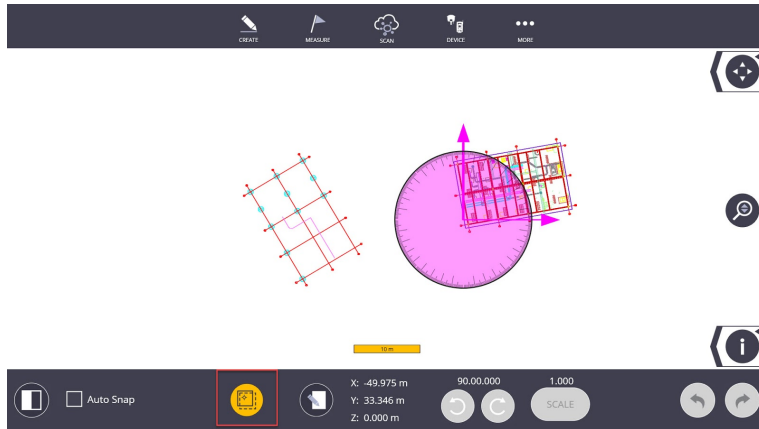 CREATE
MEASURE
SCAN
DEVICE
MORE
10 m
Auto Snap
X: -49.975 m
Y: 33.346 m
Z: 0.000 m
90.00.000
1.000
SCALE